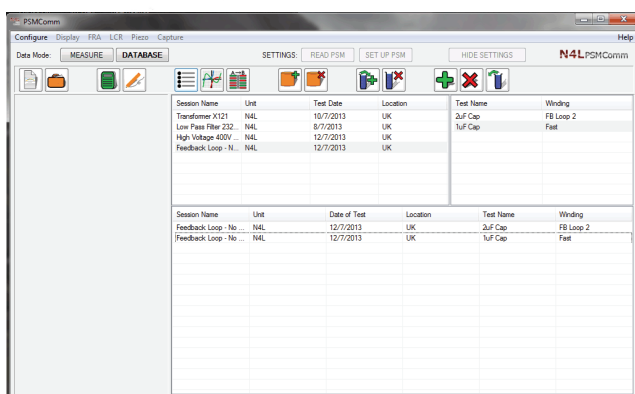 PSMComm
Configure Display FRA LCR Piezo Capture Help
Data Mode: MEASURE DATABASE SETTINGS: READ PSM SET UP PSM HIDE SETTINGS N4LPSMComm
Session Name Unit Test Date Location Test Name Winding
Transformer X121 N4L 10/7/2013 UK 2uF Cap FB Loop 2
Low Pass Filter 232... N4L 8/7/2013 UK 1uF Cap Fast
High Voltage 400V ... N4L 12/7/2013 UK
Feedback Loop - N... N4L 12/7/2013 UK
Session Name Unit Date of Test Location Test Name Winding
Feedback Loop - No ... N4L 12/7/2013 UK 2uF Cap FB Loop 2
Feedback Loop - No ... N4L 12/7/2013 UK 1uF Cap Fast